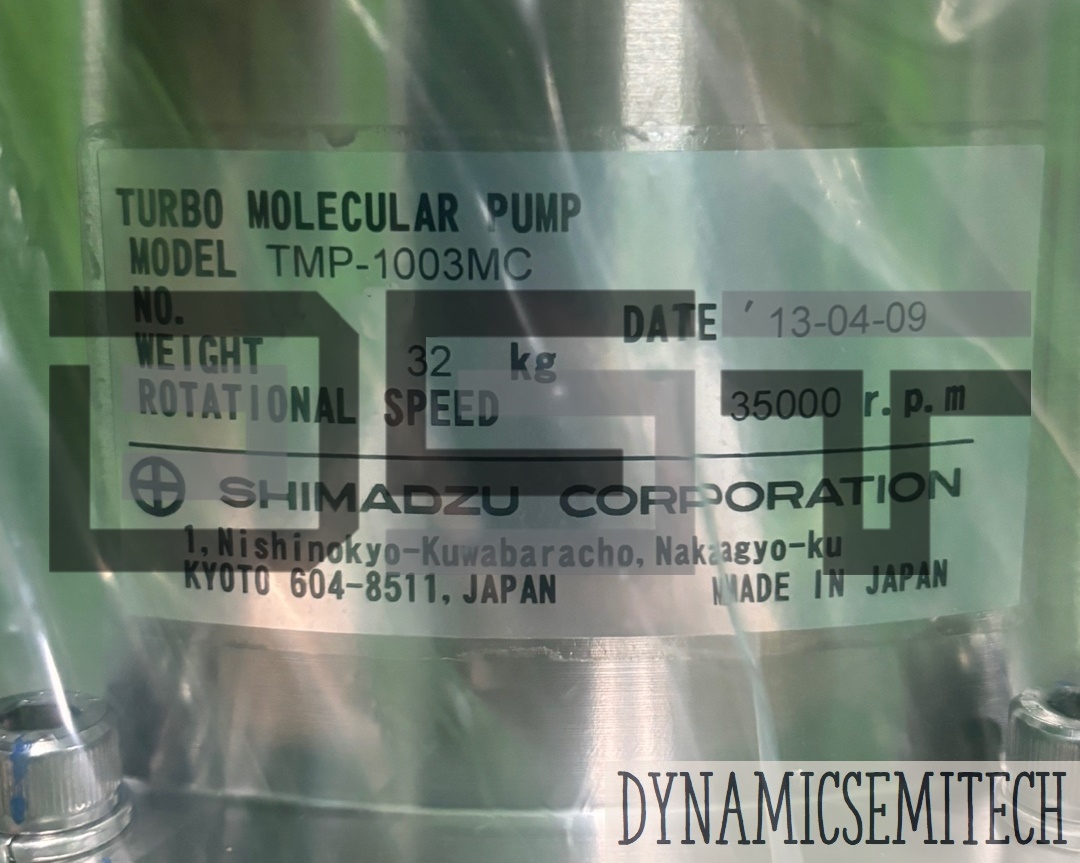 TURBO MOLECULAR PUMP
MODEL TMP-1003MC
NO.
DATE '13-04-09
WEIGHT 32 kg
ROTATIONAL SPEED 35000 r.p.m
SHIMADZU CORPORATION
1, Nishinokyo-Kuwabaracho, Nakaagyo-ku
KYOTO 604-8511, JAPAN MADE IN JAPAN
DST
DYNAMICSEMITECH